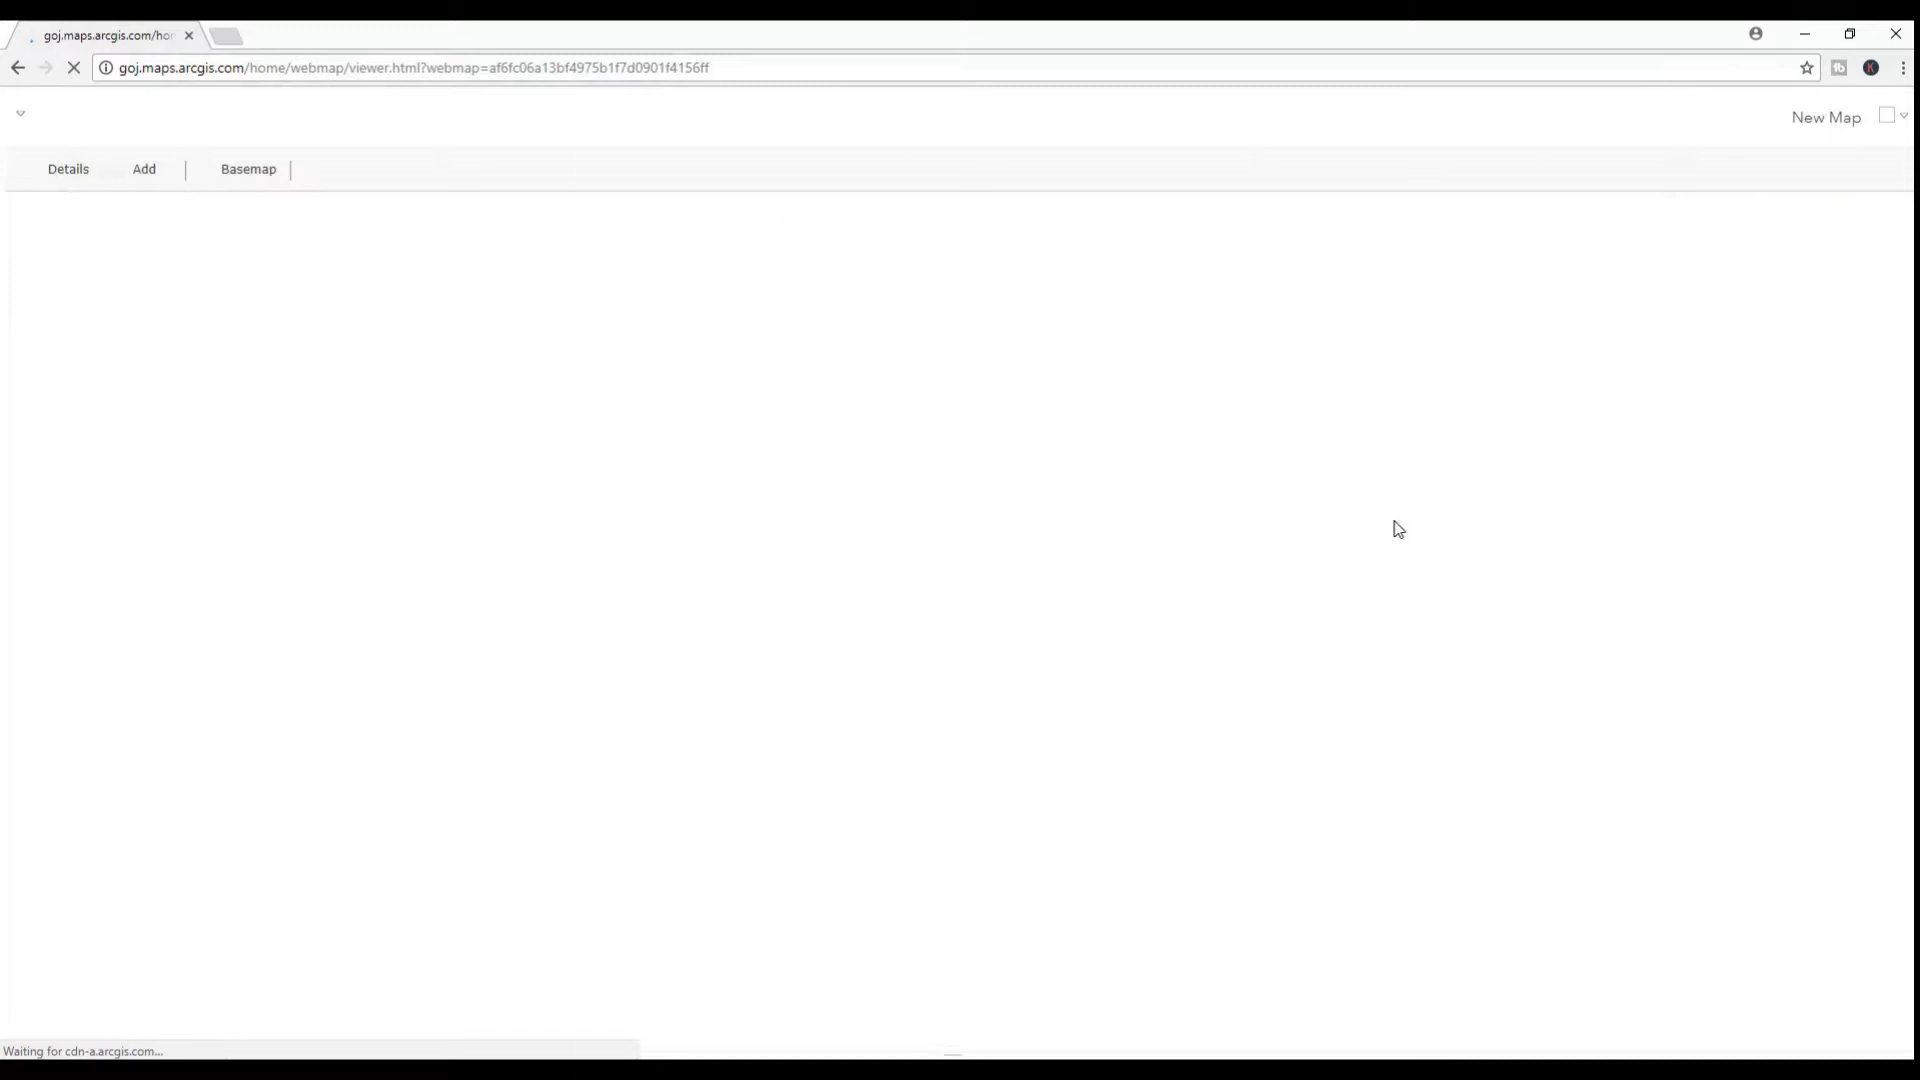 goj.maps.arcgis.com/ho
goj.maps.arcgis.com/home/webmap/viewer.html?webmap=af6fc06a13bf4975b1f7d0901f4156ff
New Map
Details Add Basemap
Waiting for cdn-a.arcgis.com...